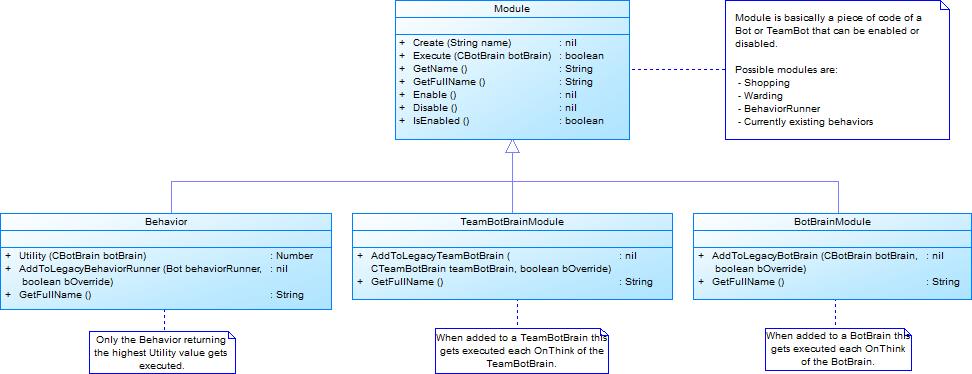 Module
+ Create (String name) : nil
+ Execute (CBotBrain botBrain) : boolean
+ GetName () : String
+ GetFullName () : String
+ Enable () : nil
+ Disable () : nil
+ IsEnabled () : boolean
Module is basically a piece of code of a
Bot or TeamBot that can be enabled or
disabled.
Possible modules are:
- Shopping
- Warding
- BehaviorRunner
- Currently existing behaviors
Behavior
+ Utility (CBotBrain botBrain) : Number
+ AddToLegacyBehaviorRunner (Bot behaviorRunner, : nil
boolean bOverride)
+ GetFullName () : String
TeamBotBrainModule
+ AddToLegacyTeamBotBrain ( : nil
CTeamBotBrain teamBotBrain, boolean bOverride)
+ GetFullName () : String
BotBrainModule
+ AddToLegacyBotBrain (CBotBrain botBrain, : nil
boolean bOverride)
+ GetFullName () : String
Only the Behavior returning
the highest Utility value gets
executed.
When added to a TeamBotBrain this
gets executed each OnThink of the
TeamBotBrain.
When added to a BotBrain this
gets executed each OnThink
of the BotBrain.